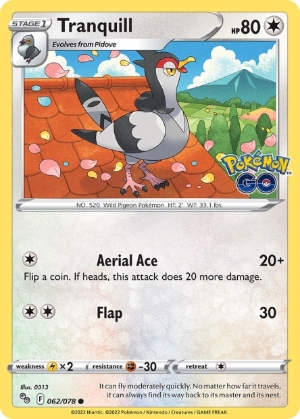 STAGE 1
Tranquill
HP80
Evolves from Pidove
Pokémon
GO
NO. 520 Wild Pigeon Pokémon HT: 2' WT: 33.1 lbs.
Aerial Ace 20+
Flip a coin. If heads, this attack does 20 more damage.
Flap 30
weakness ×2 resistance -30 retreat
Illus. 0313
F 062/078
It can fly moderately quickly. No matter how far it travels,
it can always find its way back to its master and its nest.
©2022 Niantic. ©2022 Pokémon / Nintendo / Creatures / GAME FREAK